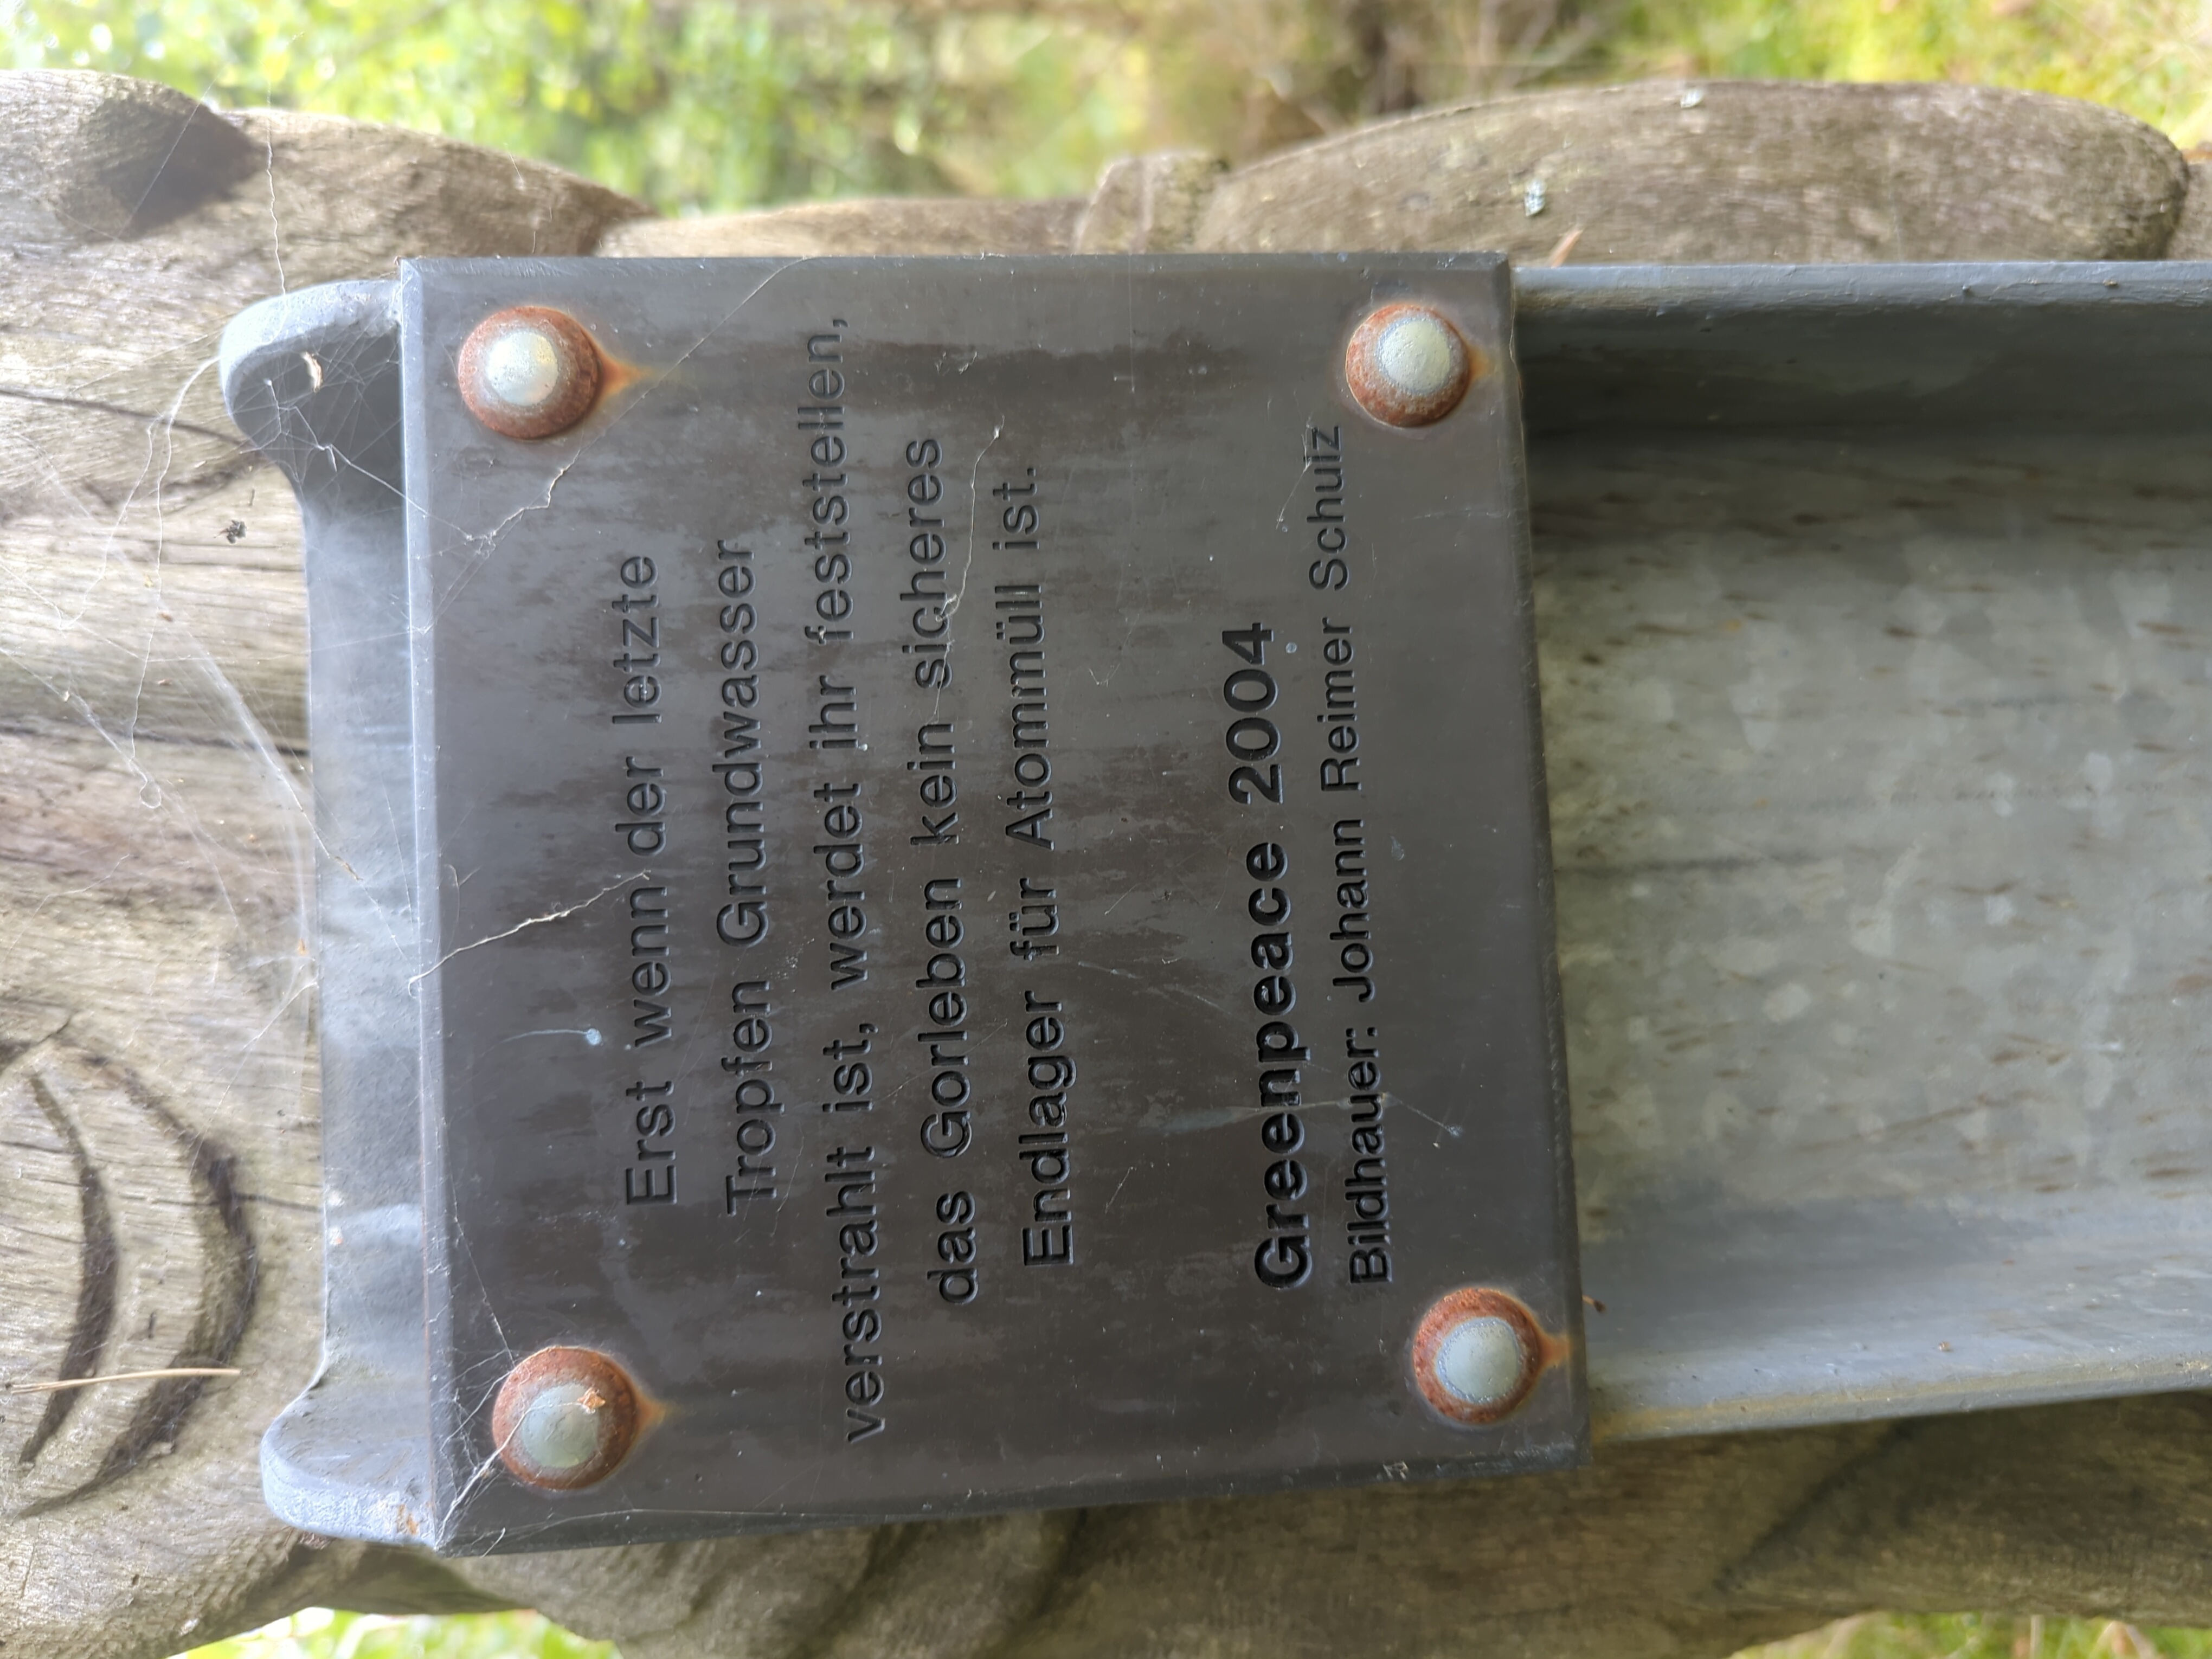 Erst wenn der letzte
Tropfen Grundwasser
verstrahlt ist, werdet ihr feststellen,
das Gorleben kein sicheres
Endlager für Atommüll ist.
Greenpeace 2004
Bildhauer: Johann Reimer Schulz